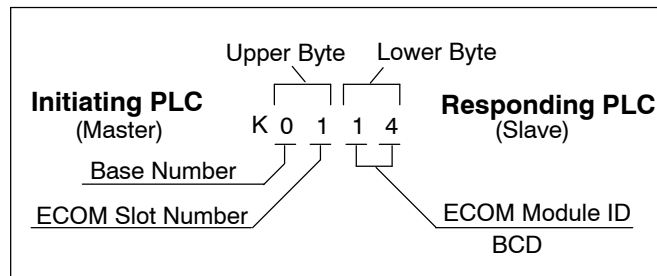 Upper Byte Lower Byte
Initiating PLC
(Master)
K 0 1 1 4
Responding PLC
(Slave)
Base Number
ECOM Slot Number
ECOM Module ID
BCD